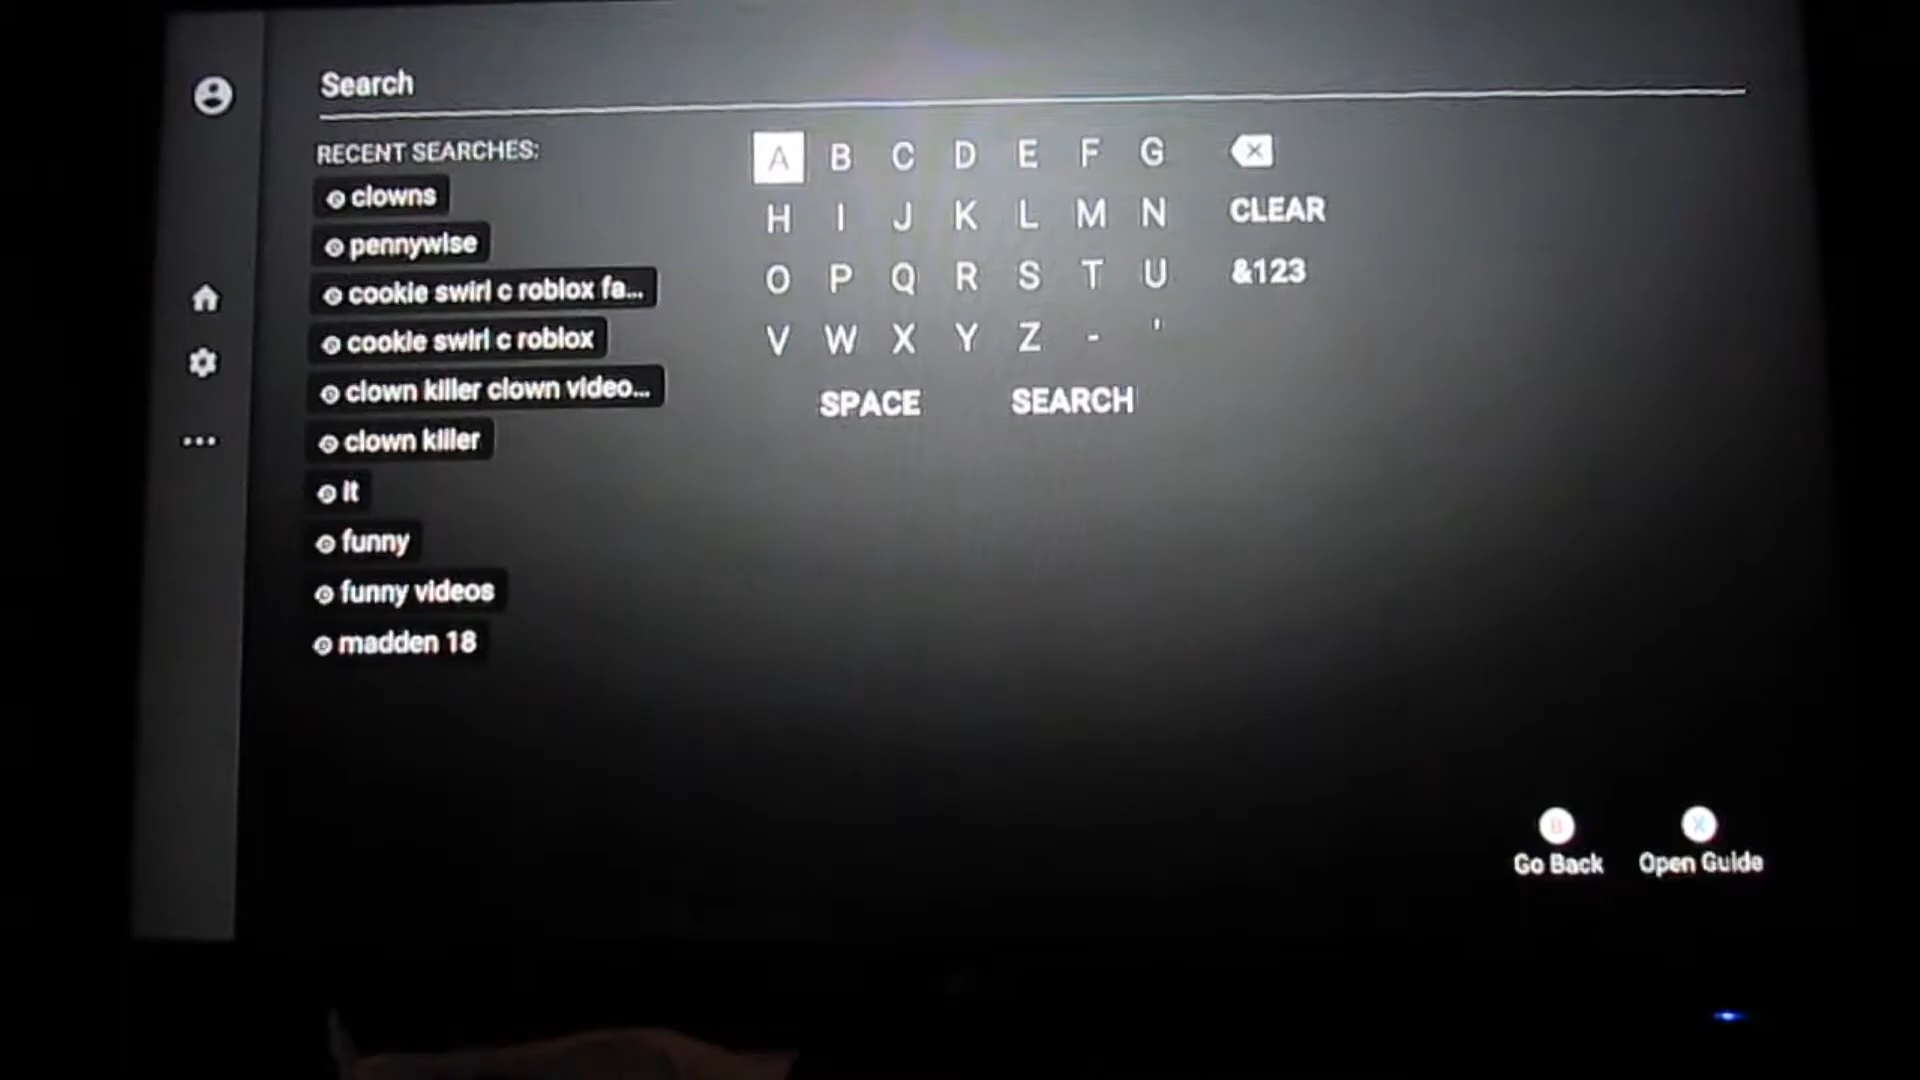 Search
RECENT SEARCHES:
clowns
pennywise
cookie swirl c roblox fa...
cookie swirl c roblox
clown killer clown video...
clown killer
it
funny
funny videos
madden 18
A B C D E F G
H I J K L M N CLEAR
O P Q R S T U &123
V W X Y Z - '
SPACE SEARCH
B X
Go Back Open Guide